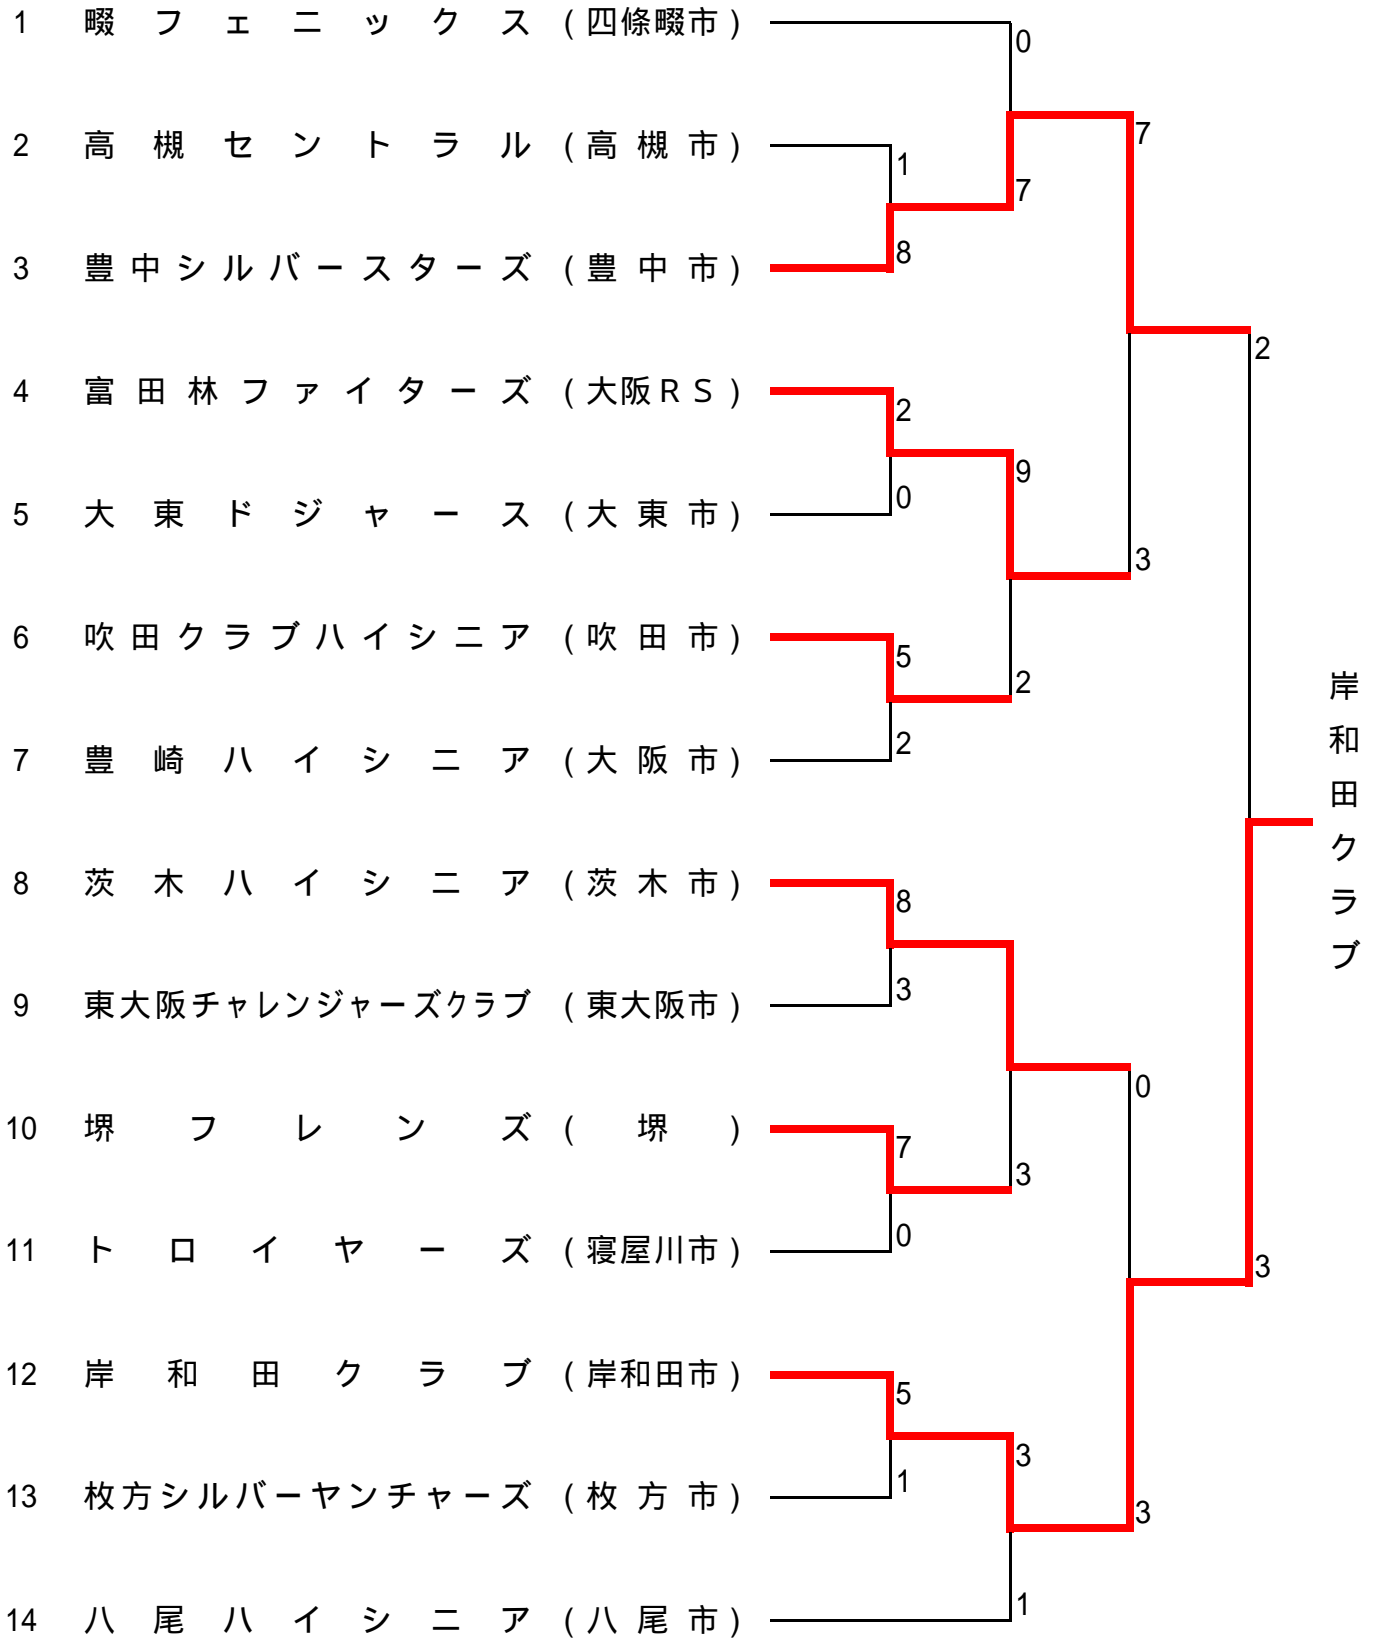 1 畷フェニックス (四條畷市)
0
7
2 高槻セントラル (高槻市)
1
7
3 豊中シルバースターズ (豊中市)
8
2
4 富田林ファイターズ (大阪RS)
2
9
5 大東ドジャース (大東市)
0
3
6 吹田クラブハイシニア (吹田市)
5
2
7 豊崎ハイシニア (大阪市)
2
岸和田クラブ
8 茨木ハイシニア (茨木市)
8
9 東大阪チャレンジャーズクラブ (東大阪市)
3
0
10 堺フレンズ (堺)
7
3
11 トロイヤーズ (寝屋川市)
0
3
12 岸和田クラブ (岸和田市)
5
3
13 枚方シルバーヤンチャーズ (枚方市)
1
3
14 八尾ハイシニア (八尾市)
1